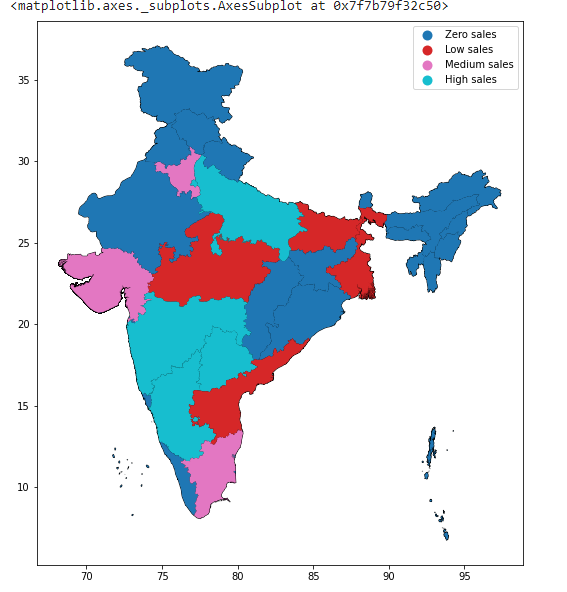 <matplotlib.axes._subplots.AxesSubplot at 0x7f7b79f32c50>
Zero sales
Low sales
Medium sales
High sales
35
30
25
20
15
10
70 75 80 85 90 95